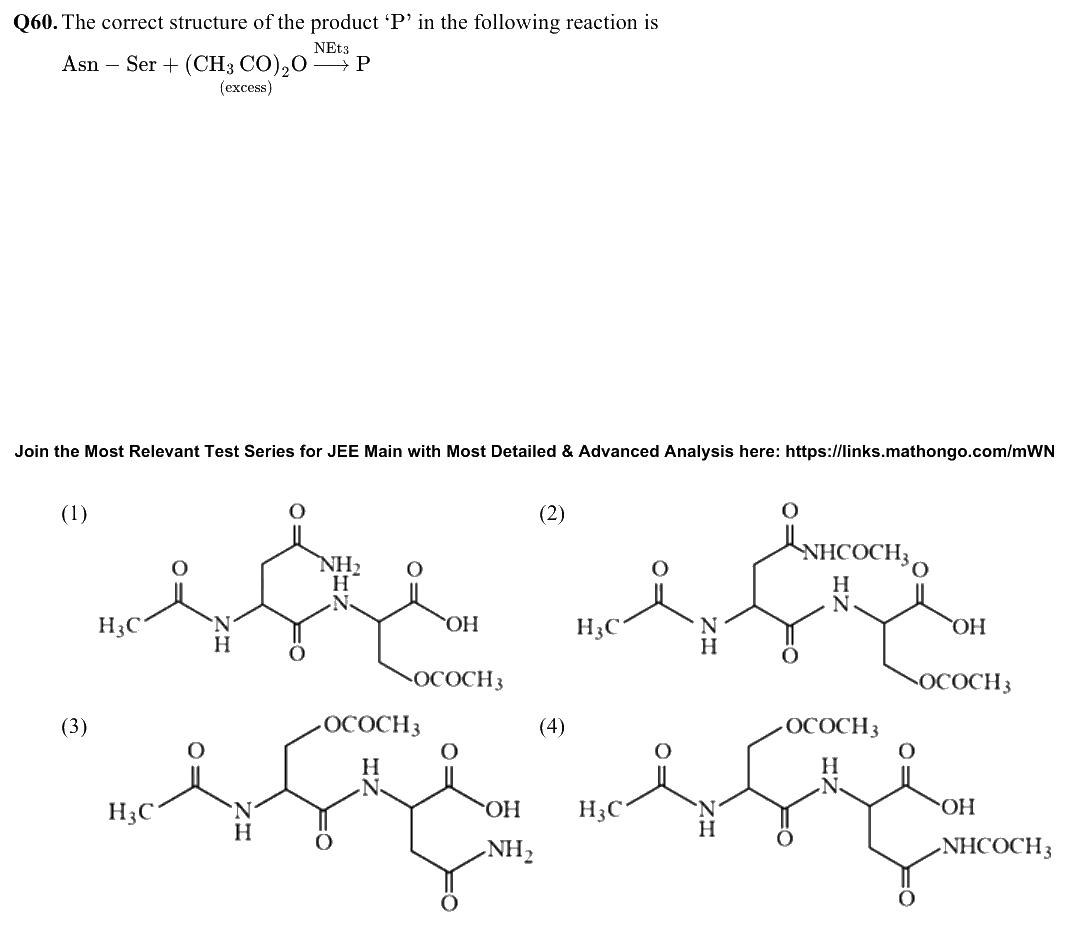 Q60. The correct structure of the product ‘P’ in the following reaction is
NEt3
Asn − Ser + (CH3 CO)2O ⟶ P
(excess)
Join the Most Relevant Test Series for JEE Main with Most Detailed & Advanced Analysis here: https://links.mathongo.com/mWN
(1)
O
O
NH2
H
N
O
H3C
N
H
O
OH
OCOCH3
(2)
O
NHCOCH3
O
H
N
O
H3C
N
H
O
OH
OCOCH3
(3)
OCOCH3
O
H
N
O
H3C
N
H
O
OH
NH2
O
(4)
OCOCH3
O
H
N
O
H3C
N
H
O
OH
NHCOCH3
O